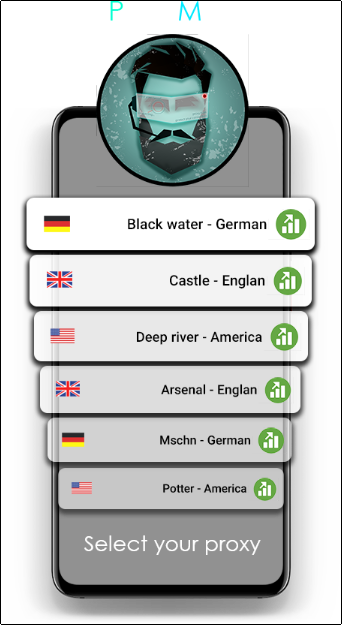 P M
Black water - German
Castle - Englan
Deep river - America
Arsenal - Englan
Mschn - German
Potter - America
Select your proxy